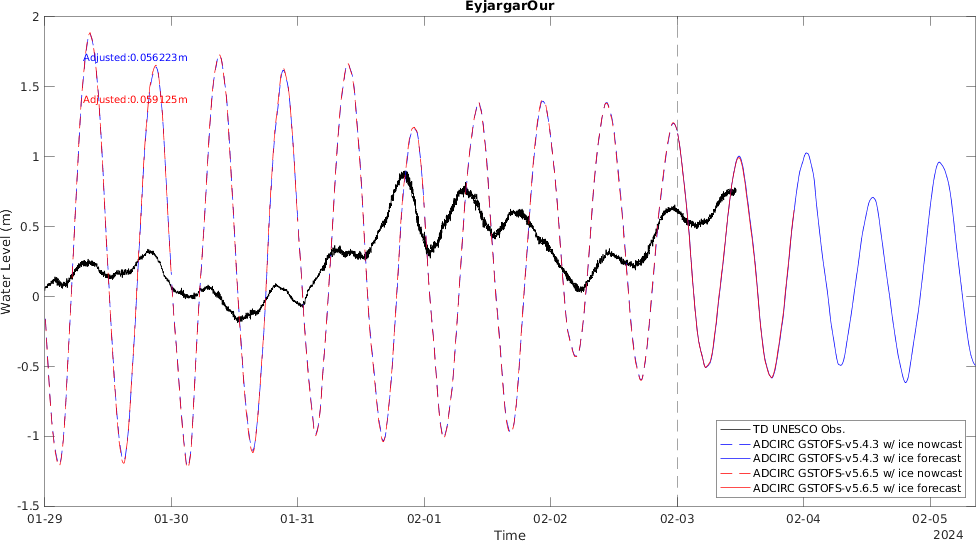 EyjargarOur
2
1.5
1
0.5
0
-0.5
-1
-1.5
Water Level (m)
Adjusted:0.056223m
Adjusted:0.059125m
TD UNESCO Obs.
ADCIRC GSTOFS-v5.4.3 w/ ice nowcast
ADCIRC GSTOFS-v5.4.3 w/ ice forecast
ADCIRC GSTOFS-v5.6.5 w/ ice nowcast
ADCIRC GSTOFS-v5.6.5 w/ ice forecast
01-29 01-30 01-31 02-01 02-02 02-03 02-04 02-05
Time
2024